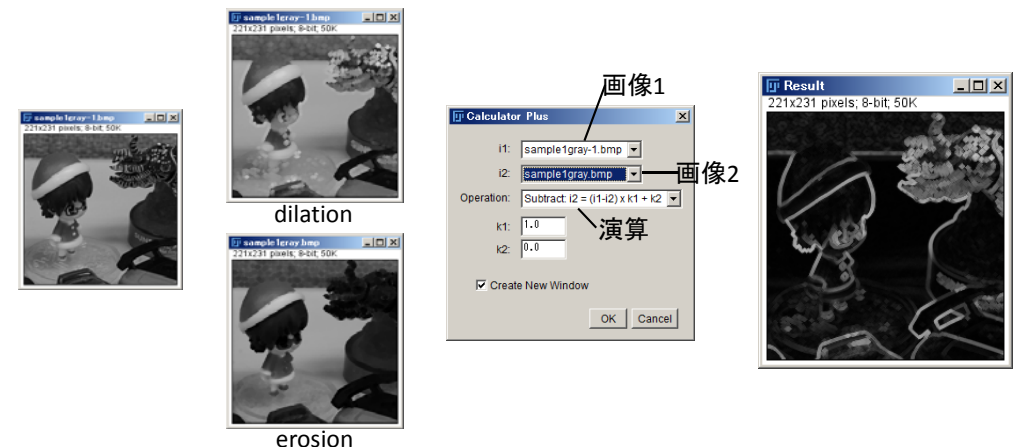 sample1gray-1.bmp
221x231 pixels; 8-bit; 50K
sample1gray-1.bmp
221x231 pixels; 8-bit; 50K
dilation
sample1gray.bmp
221x231 pixels; 8-bit; 50K
erosion
画像1
Calculator Plus
i1: sample1gray-1.bmp
i2: sample1gray.bmp
画像2
Operation: Subtract: i2 = (i1-i2) x k1 + k2
演算
k1: 1.0
k2: 0.0
Create New Window
OK Cancel
Result
221x231 pixels; 8-bit; 50K